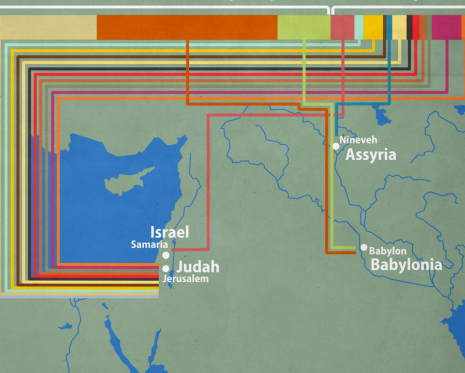 Nineveh
Assyria
Israel
Samaria
Judah
Jerusalem
Babylon
Babylonia